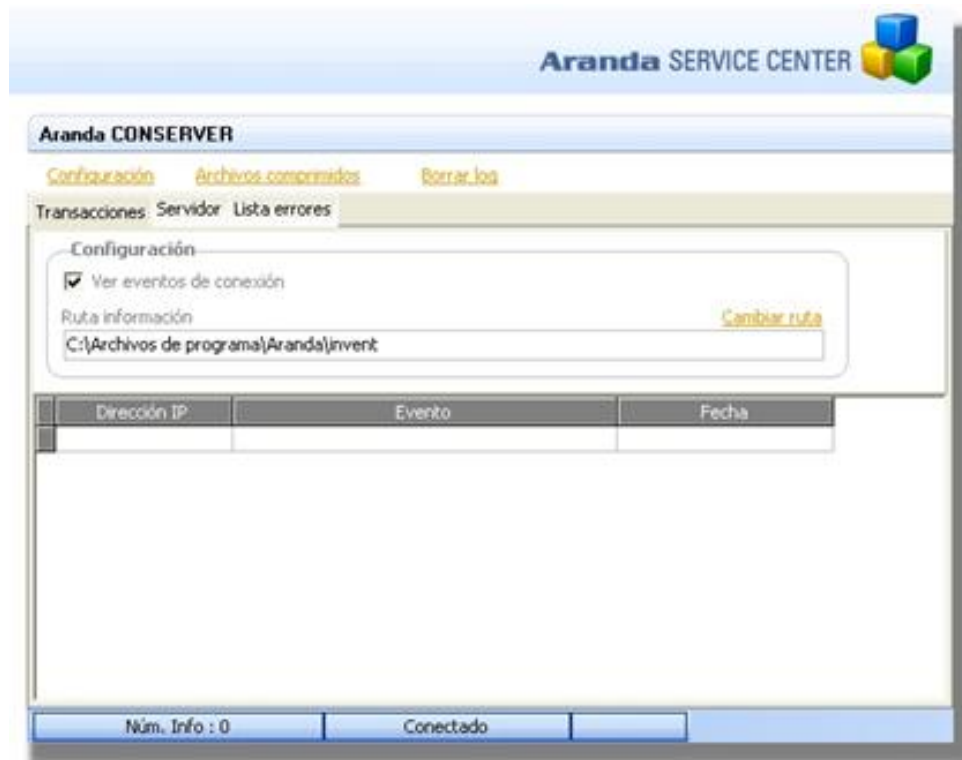 Aranda SERVICE CENTER
Aranda CONSERVER
Configuración Archivos comprimidos Borrar log
Transacciones Servidor Lista errores
Configuración
Ver eventos de conexión
Ruta información Cambiar ruta
C:\Archivos de programa\Aranda\invent
Dirección IP Evento Fecha
Núm. Info : 0 Conectado